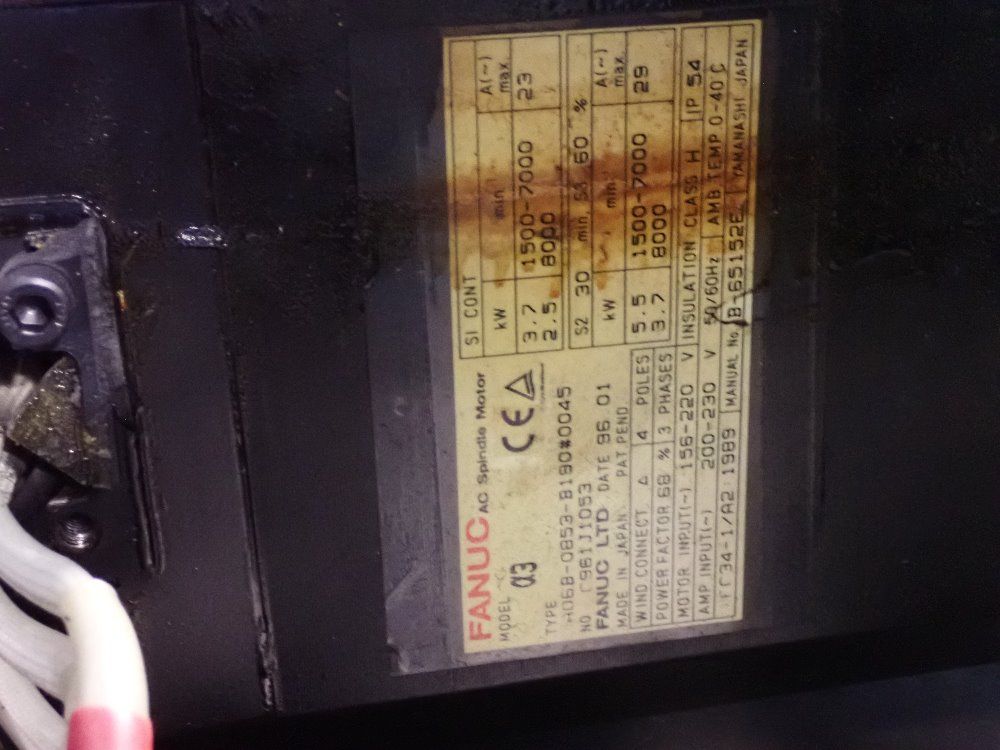 FANUC AC Spindle Motor
MODEL
α3
CE
TYPE
A06B-0853-B190#0045
NO C961J1053
FANUC LTD DATE 96.01
MADE IN JAPAN PAT PEND.
S1 CONT
kW min A(~) max.
3.7 1500-7000 23
2.5 8000
S2 30 min, S3 60 %
kW min A(~) max.
5.5 1500-7000 29
3.7 8000
WIND CONNECT. Δ 4 POLES
POWER FACTOR 68 % 3 PHASES
MOTOR INPUT(~) 156-220 V INSULATION CLASS H IP 54
AMP INPUT(~) 200-230 V 50/60Hz AMB TEMP 0-40 C
34-1/A2:1989 MANUAL No. B-65152E YAMANASHI JAPAN